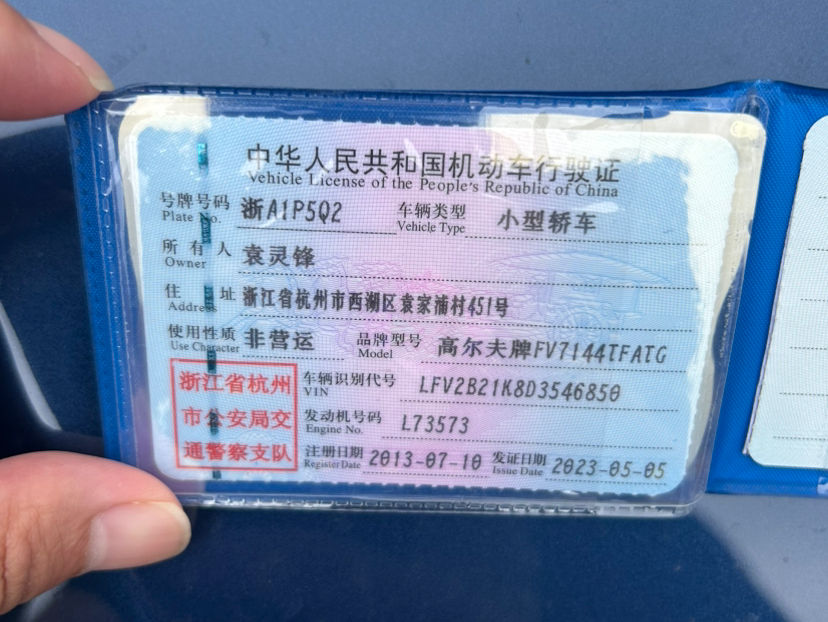 中华人民共和国机动车行驶证
Vehicle License of the People's Republic of China
号牌号码 浙A1P5Q2 车辆类型 小型轿车
Plate No. Vehicle Type
所有人 袁灵锋
Owner
住址 浙江省杭州市西湖区袁家浦村451号
Address
使用性质 非营运 品牌型号 高尔夫牌FV7144TFATG
Use Character Model
浙江省杭州 车辆识别代号 LFV2B21K8D3546850
VIN
市公安局交 发动机号码 L73573
Engine No.
通警察支队 注册日期 2013-07-10 发证日期 2023-05-05
Register Date Issue Date